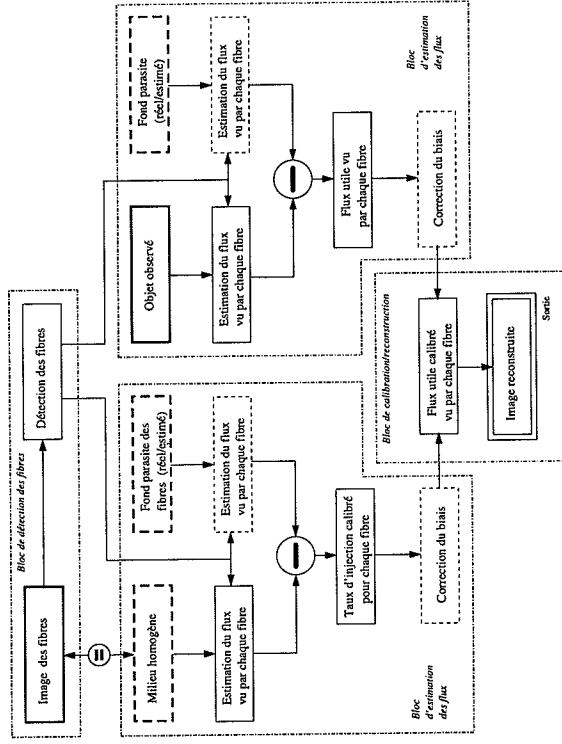 Bloc de détection des fibres
Image des fibres
Détection des fibres
=
Milieu homogène
Fond parasite des
fibres (réel/estimé)
Estimation du flux
vu par chaque fibre
Estimation du flux
vu par chaque fibre
Taux d'injection calibré
pour chaque fibre
Correction du biais
Bloc
d'estimation
des flux
Objet observé
Fond parasite
(réel/estimé)
Estimation du flux
vu par chaque fibre
Estimation du flux
vu par chaque fibre
Flux utile vu
par chaque fibre
Correction du biais
Bloc
d'estimation
des flux
Bloc de calibration/reconstruction
Flux utile calibré
vu par chaque fibre
Image reconstruite
Sortie